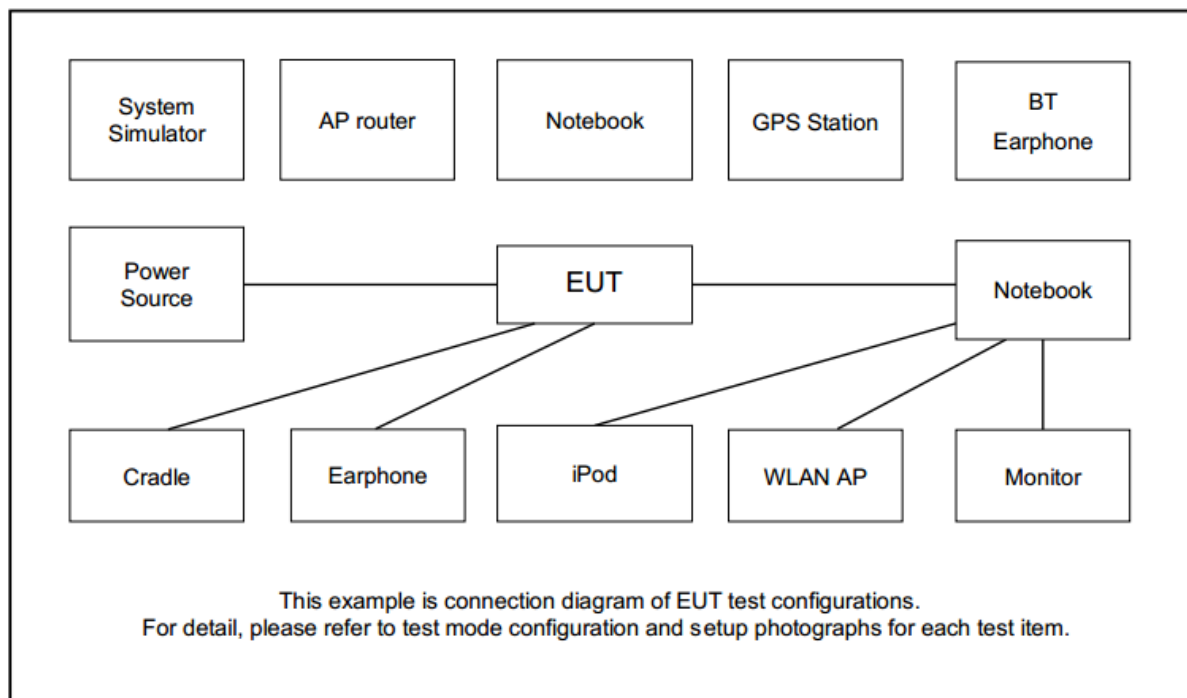 System
Simulator
AP router
Notebook
GPS Station
BT
Earphone
Power
Source
EUT
Notebook
Cradle
Earphone
iPod
WLAN AP
Monitor
This example is connection diagram of EUT test configurations.
For detail, please refer to test mode configuration and setup photographs for each test item.